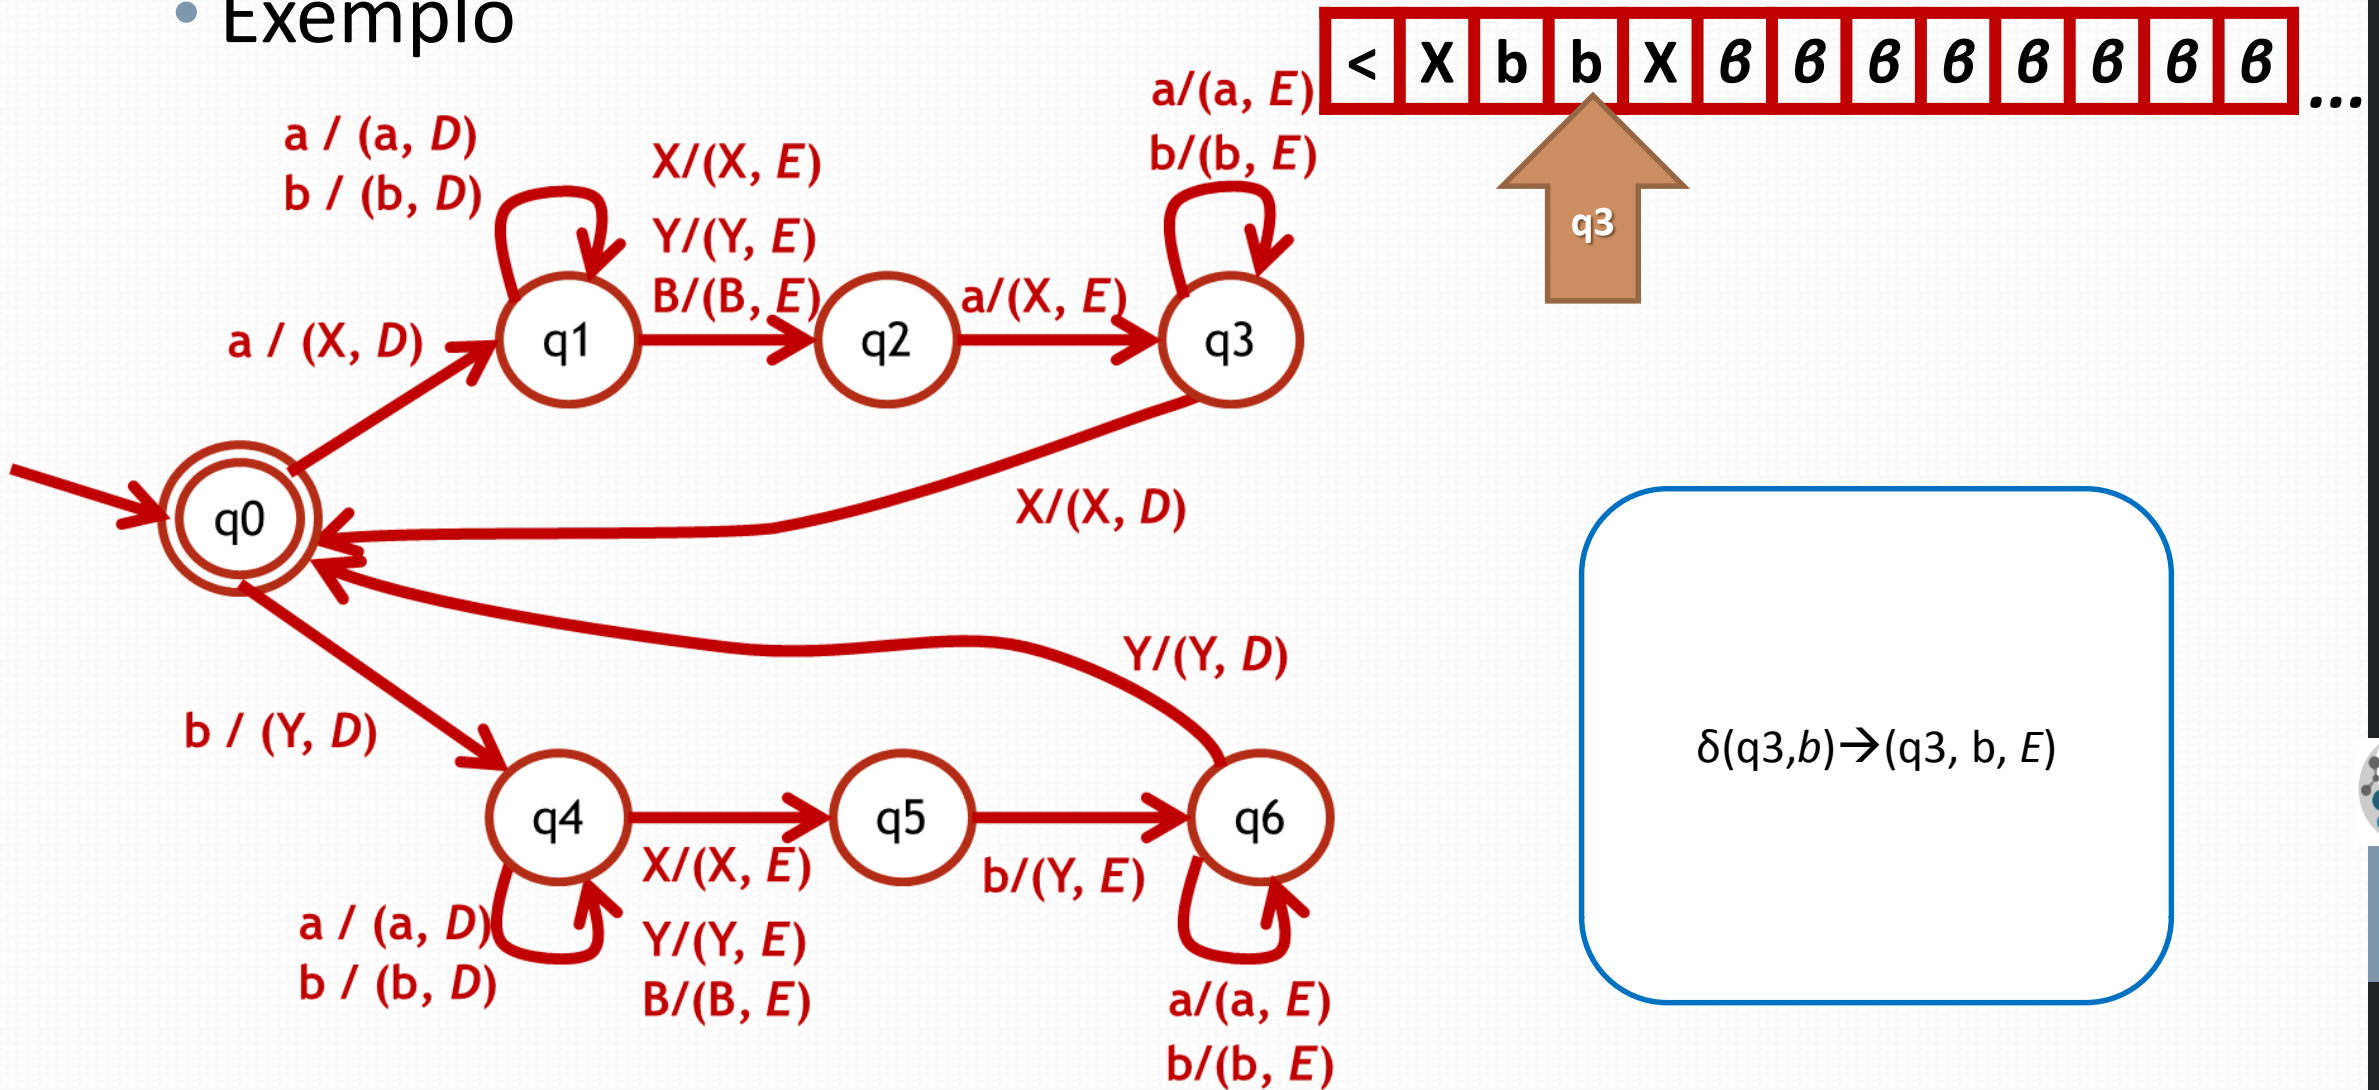 • Exemplo
< X b b X β β β β β β β β ...
q3
a / (a, D)
b / (b, D)
X/(X, E)
Y/(Y, E)
B/(B, E)
a/(a, E)
b/(b, E)
a / (X, D)
q1
q2
a/(X, E)
q3
q0
X/(X, D)
Y/(Y, D)
b / (Y, D)
q4
q5
q6
X/(X, E)
Y/(Y, E)
B/(B, E)
b/(Y, E)
a / (a, D)
b / (b, D)
a/(a, E)
b/(b, E)
δ(q3,b)→(q3, b, E)